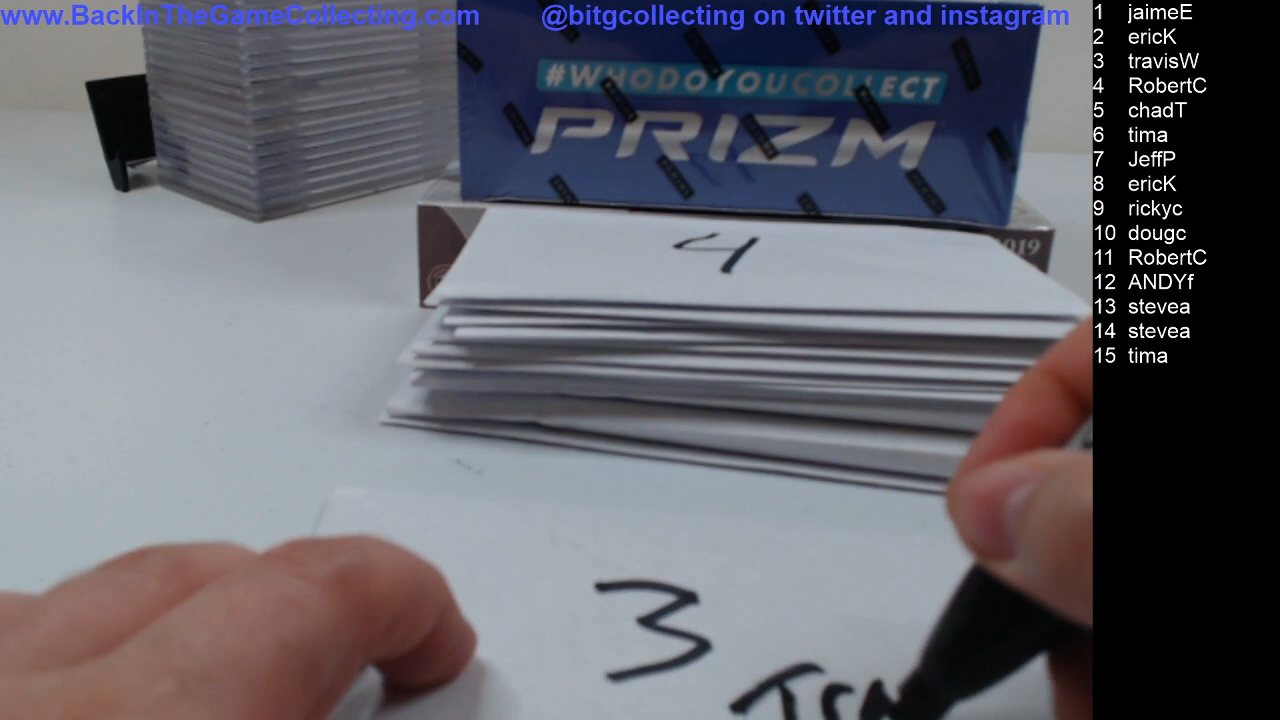 www.BackInTheGameCollecting.com @bitgcollecting on twitter and instagram
#WHODOYOUCOLLECT
PRIZM
2019
4
3
Tra
1 jaimeE
2 ericK
3 travisW
4 RobertC
5 chadT
6 tima
7 JeffP
8 ericK
9 rickyc
10 dougc
11 RobertC
12 ANDYf
13 stevea
14 stevea
15 tima